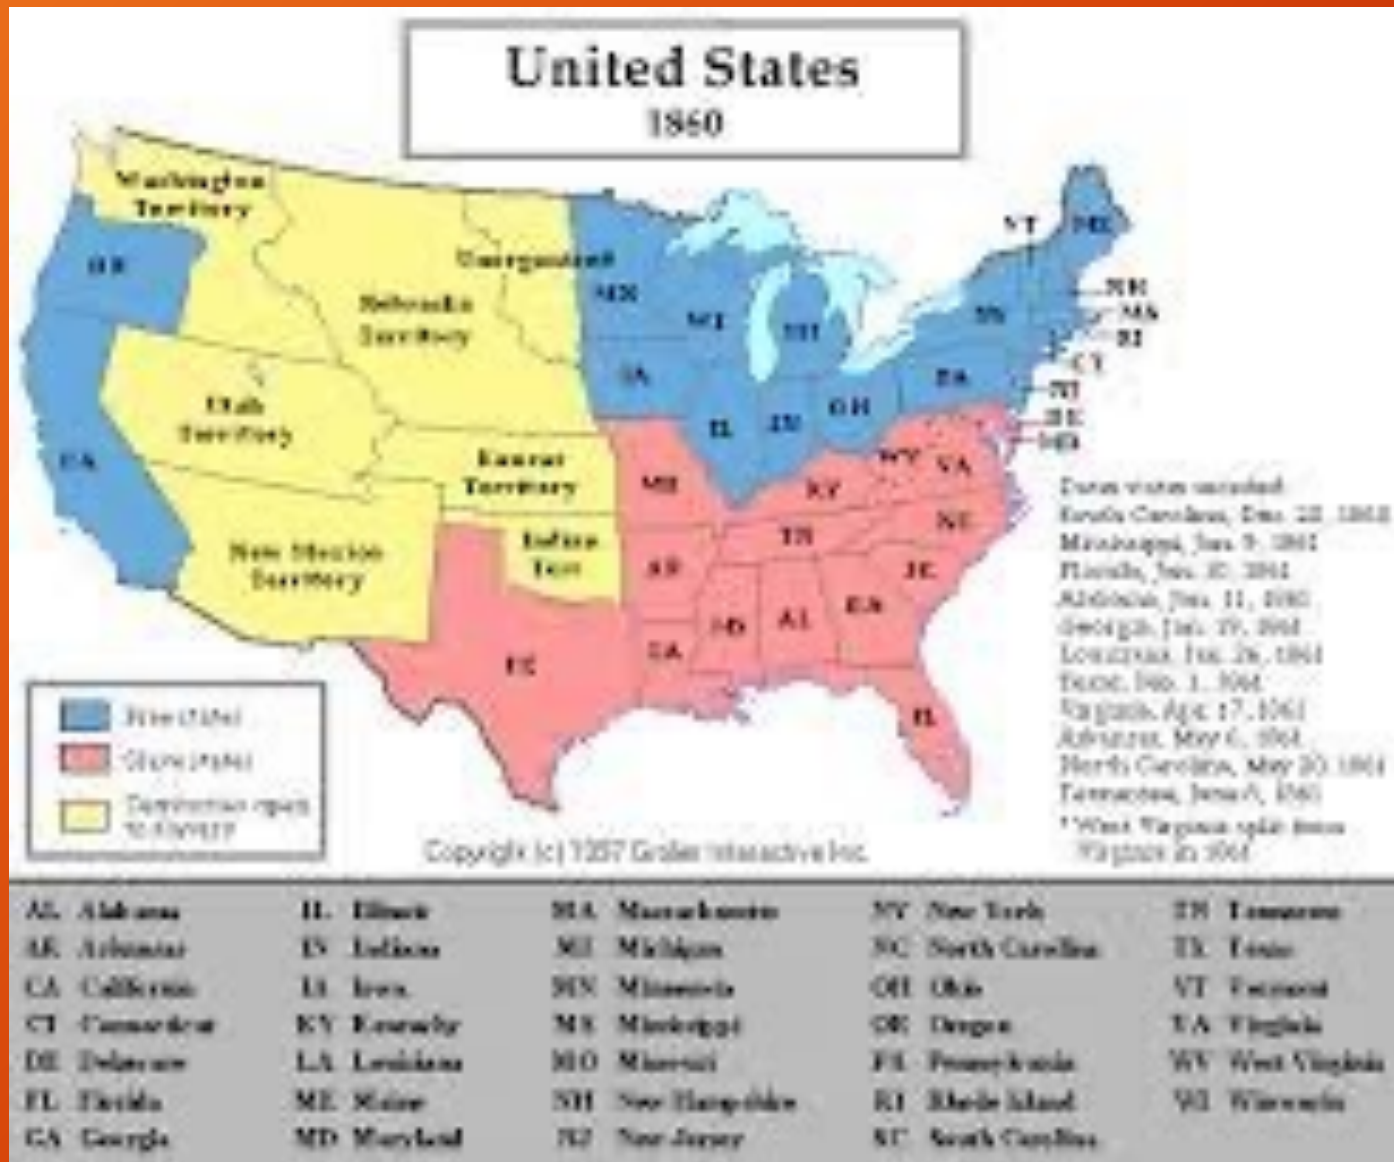 United States
1860
Washington
Territory
OR
Unorganized
Nebraska
Territory
MN
WI
MI
VT
ME
NH
MA
RI
CT
NJ
DE
MD
NY
PA
IA
IL
IN
OH
Utah
Territory
CA
Kansas
Territory
MO
KY
WV
VA
New Mexico
Territory
Indian
Terr
TN
NC
AR
SC
MS
AL
GA
LA
TX
FL
Dates states seceded:
South Carolina, Dec. 20, 1860
Mississippi, Jan. 9, 1861
Florida, Jan. 10, 1861
Alabama, Jan. 11,
Georgia, Jan. 19, 1861
Louisiana, Jan. 26, 1861
Texas, Feb. 1, 1861
Virginia, Apr. 17, 1861
Arkansas, May 6, 1861
North Carolina, May 20, 1861
Tennessee, June 8,
* West Virginia split from
Virginia in 1861
Free states
Slave states
Territories open
to slavery
Copyright (c) 1997 Grolier Interactive Inc.
AL Alabama
AR Arkansas
CA California
CT Connecticut
DE Delaware
FL Florida
GA Georgia
IL Illinois
IN Indiana
IA Iowa
KY Kentucky
LA Louisiana
ME Maine
MD Maryland
MA Massachusetts
MI Michigan
MN Minnesota
MS Mississippi
MO Missouri
NH New Hampshire
NJ New Jersey
NY New York
NC North Carolina
OH Ohio
OR Oregon
PA Pennsylvania
RI Rhode Island
SC South Carolina
TN Tennessee
TX Texas
VT Vermont
VA Virginia
WV West Virginia
WI Wisconsin